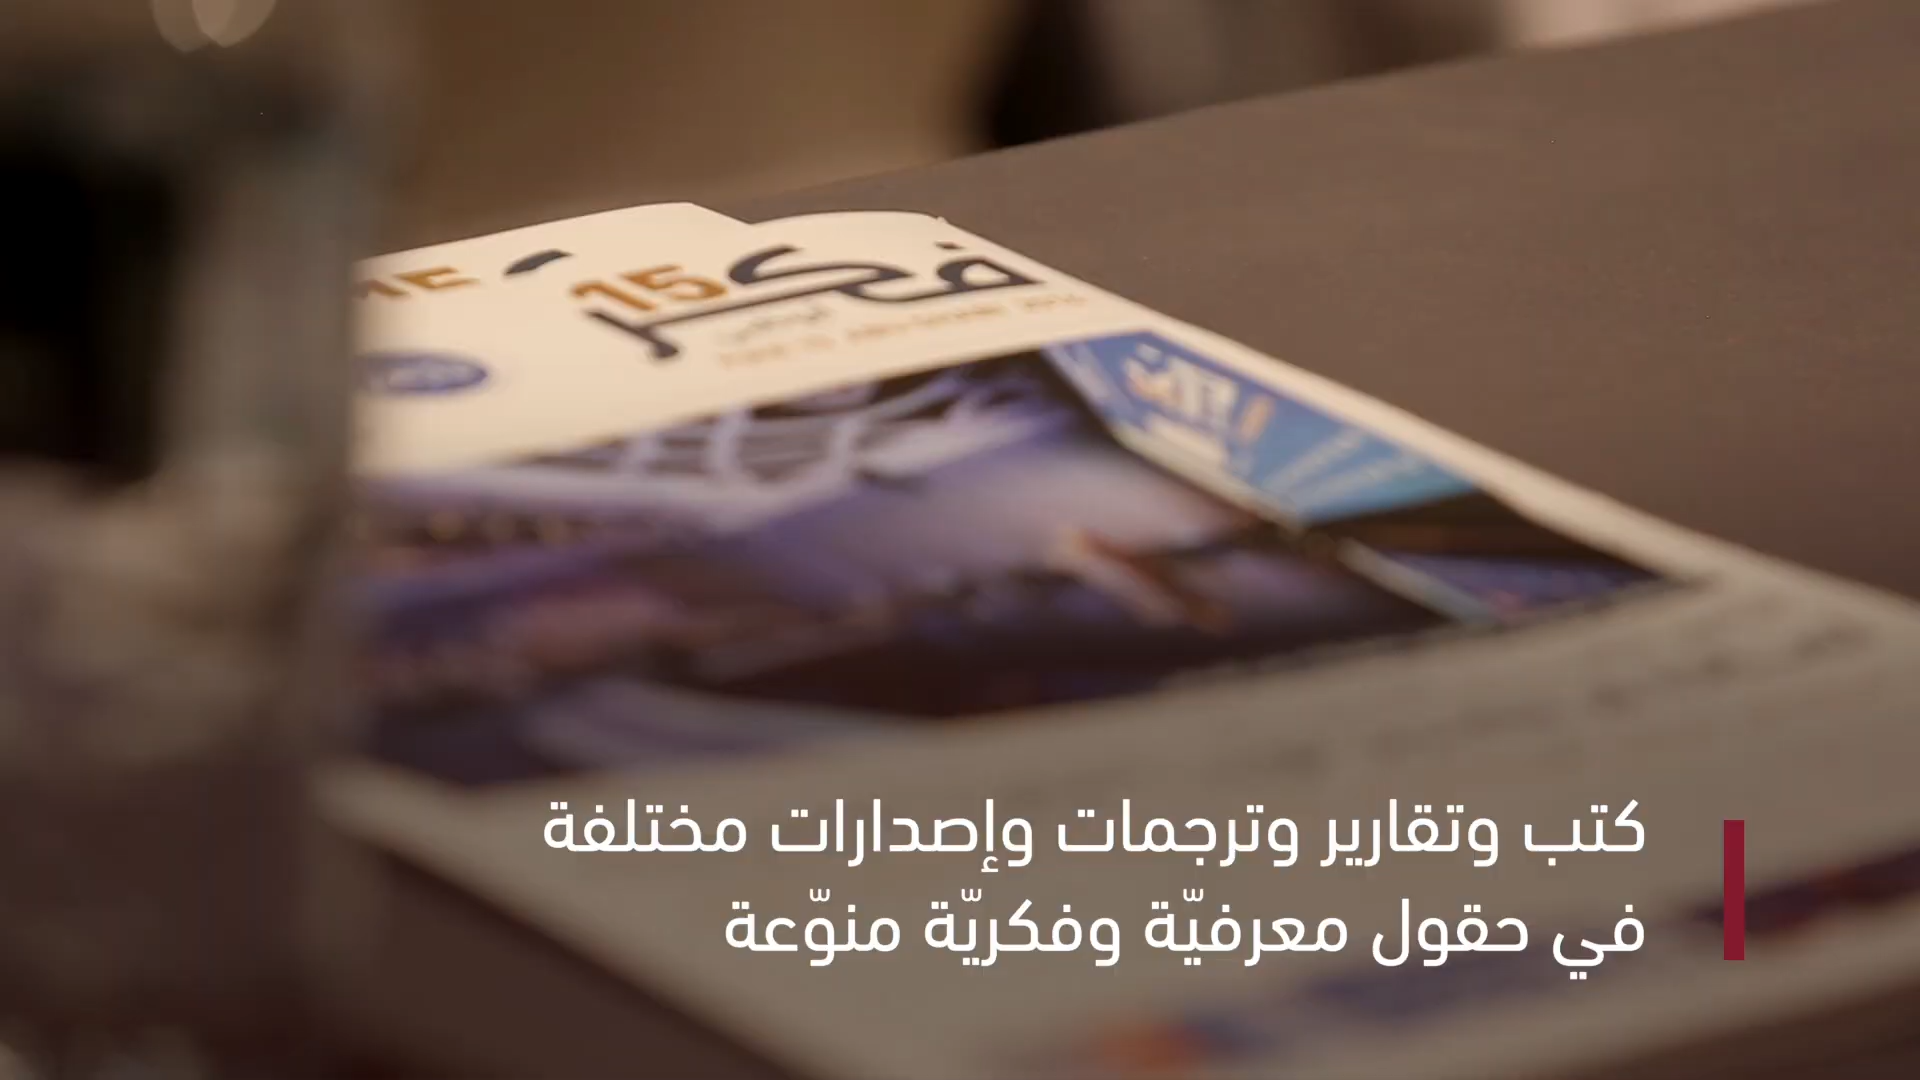 فكر 15
كتب وتقارير وترجمات وإصدارات مختلفة
في حقول معرفيّة وفكريّة منوّعة